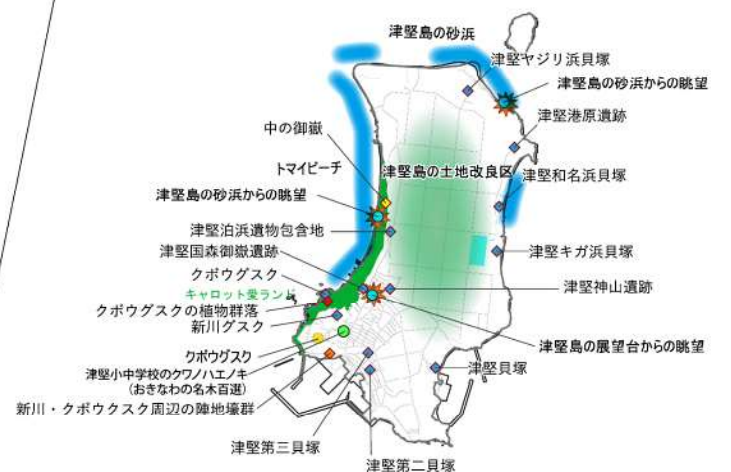 津堅島の砂浜
津堅ヤジリ浜貝塚
津堅島の砂浜からの眺望
津堅港原遺跡
中の御嶽
トマイビーチ
津堅島の土地改良区
津堅和名浜貝塚
津堅島の砂浜からの眺望
津堅泊浜遺物包含地
津堅国森御嶽遺跡
津堅キガ浜貝塚
クボウグスク
キャロット愛ランド
津堅神山遺跡
クボウグスクの植物群落
新川グスク
津堅島の展望台からの眺望
クボウグスク
津堅小中学校のクワノハエノキ
(おきなわの名木百選)
津堅貝塚
新川・クボウクスク周辺の陣地壕群
津堅第三貝塚
津堅第二貝塚